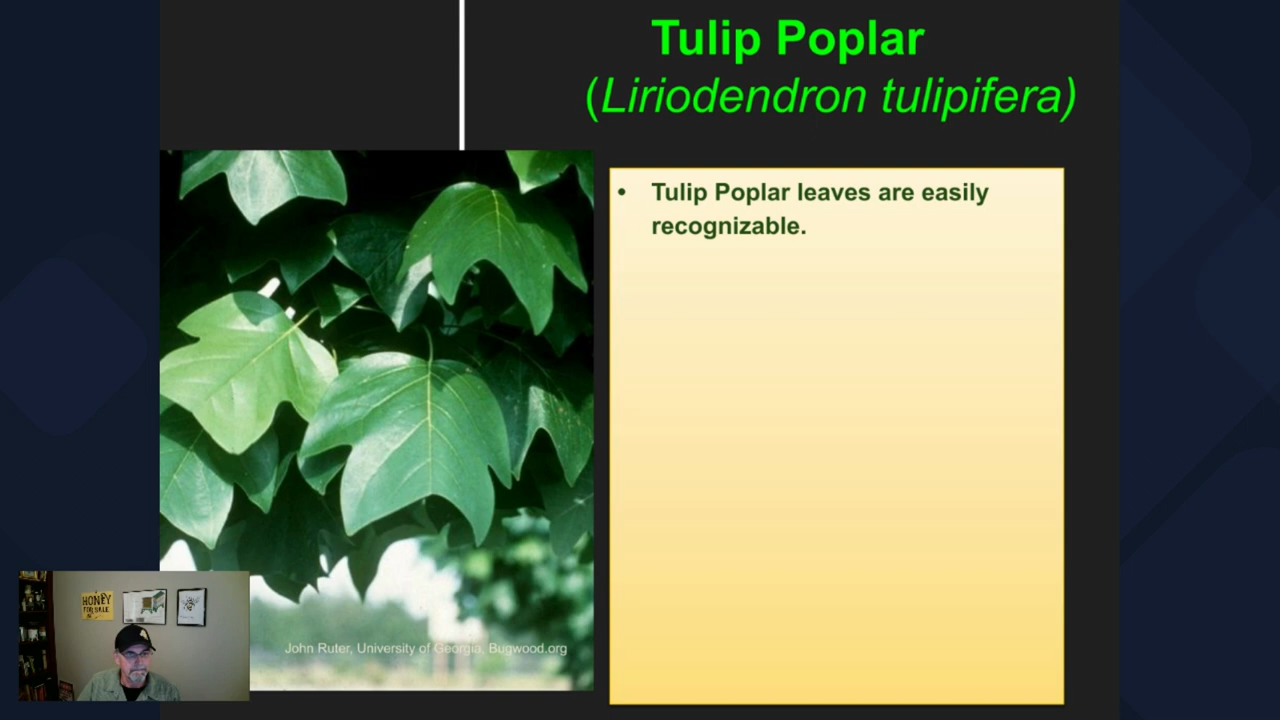 Tulip Poplar
(Liriodendron tulipifera)
• Tulip Poplar leaves are easily
recognizable.
John Ruter, University of Georgia, Bugwood.org
HONEY
FOR SALE